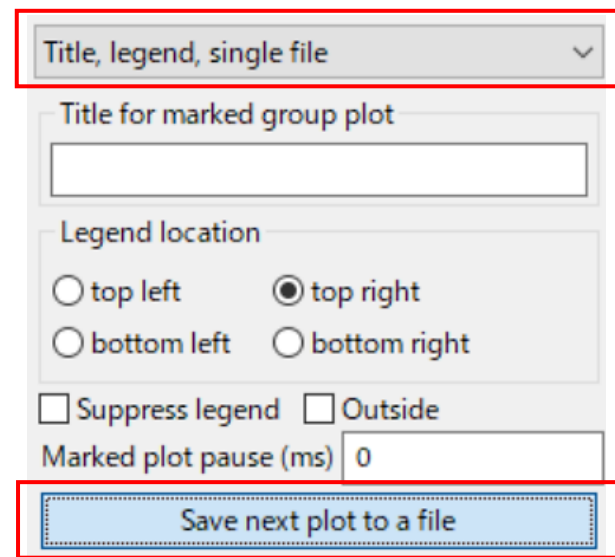 Title, legend, single file
Title for marked group plot
Legend location
top left top right
bottom left bottom right
Suppress legend Outside
Marked plot pause (ms) 0
Save next plot to a file